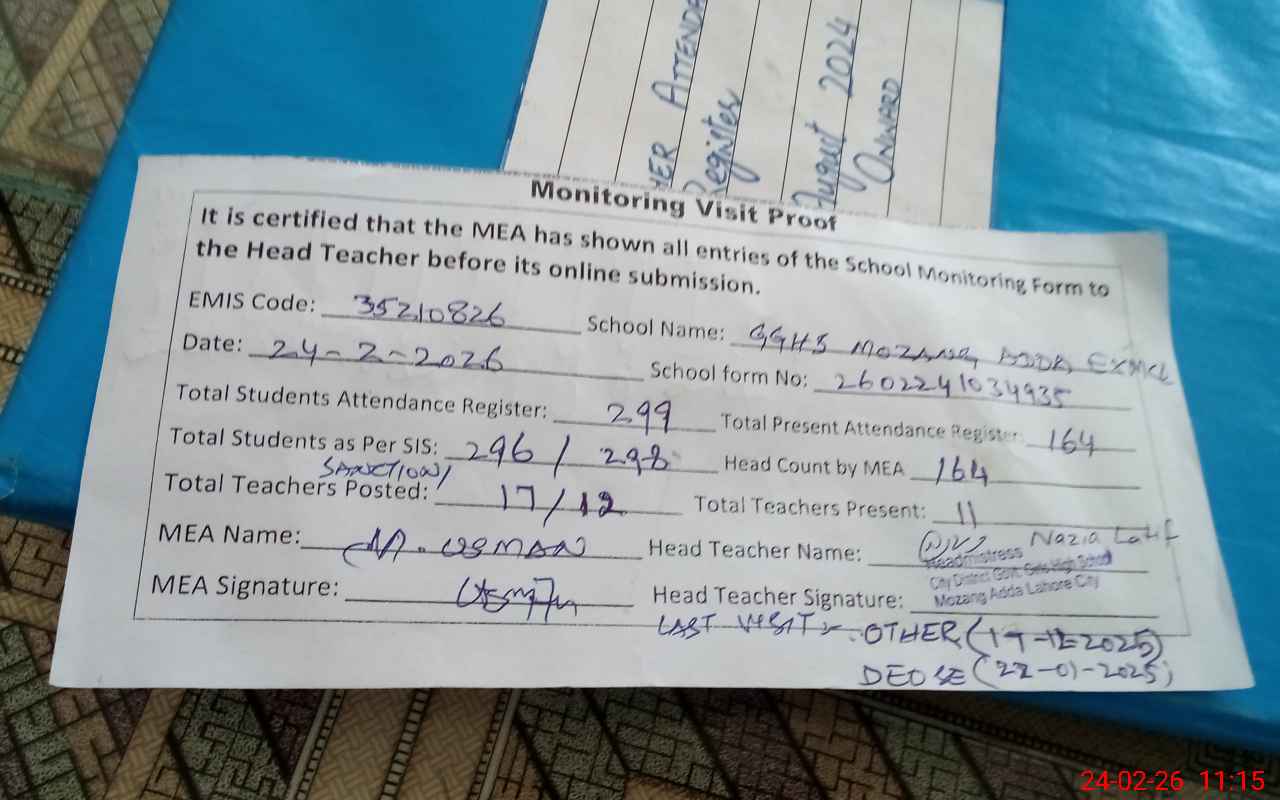 HER ATTENDA
Register
August 2024
ONWARD
Monitoring Visit Proof
It is certified that the MEA has shown all entries of the School Monitoring Form to
the Head Teacher before its online submission.
EMIS Code: 35210826 School Name: GGHS MOZANG ADDA EXMCL
Date: 24-2-2026 School form No: 2602241034935
Total Students Attendance Register: 299 Total Present Attendance Register: 164
Total Students as Per SIS: 296 / 298 Head Count by MEA 164
SANCTION/
Total Teachers Posted: 17/12 Total Teachers Present: 11
MEA Name: M. USMAN Head Teacher Name: Nazia Latif
Headmistress
City District Govt. Girls High School
MEA Signature: Usman Head Teacher Signature: Mozang Adda Lahore City
LAST VISIT:- OTHER (17-12-2025)
DEO SE (22-01-2025)
24-02-26 11:15